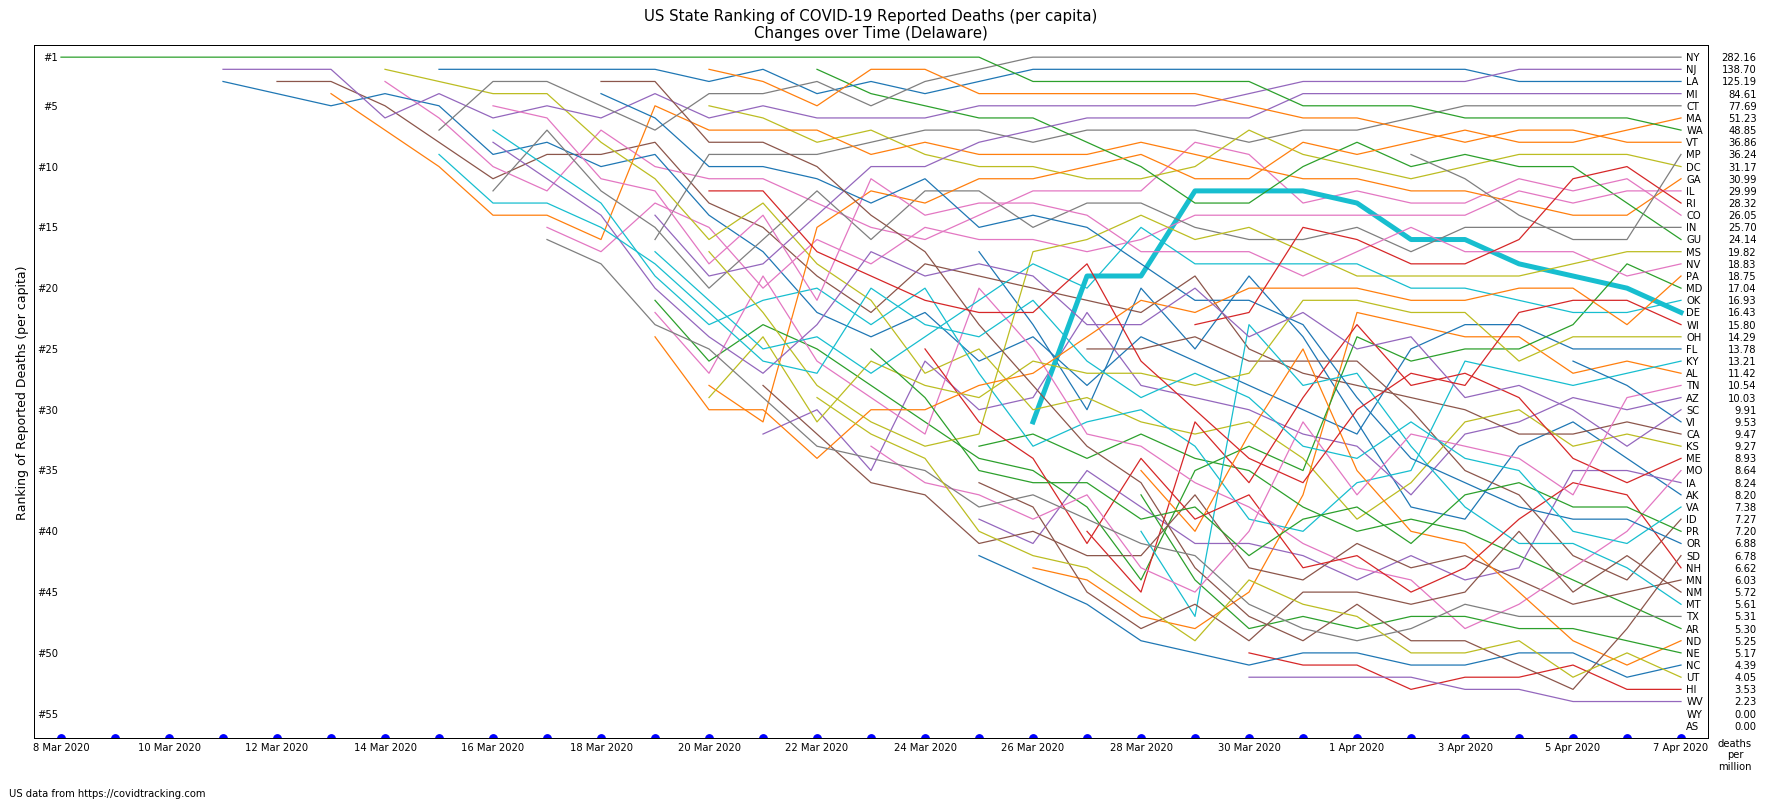 US State Ranking of COVID-19 Reported Deaths (per capita)
Changes over Time (Delaware)
Ranking of Reported Deaths (per capita)
#1
#5
#10
#15
#20
#25
#30
#35
#40
#45
#50
#55
NY 282.16
NJ 138.70
LA 125.19
MI 84.61
CT 77.69
MA 51.23
WA 48.85
VT 36.86
MP 36.24
DC 31.17
GA 30.99
IL 29.99
RI 28.32
CO 26.05
IN 25.70
GU 24.14
MS 19.82
NV 18.83
PA 18.75
MD 17.04
OK 16.93
DE 16.43
WI 15.80
OH 14.29
FL 13.78
KY 13.21
AL 11.42
TN 10.54
AZ 10.03
SC 9.91
VI 9.53
CA 9.47
KS 9.27
ME 8.93
MO 8.64
IA 8.24
AK 8.20
VA 7.38
ID 7.27
PR 7.20
OR 6.88
SD 6.78
NH 6.62
MN 6.03
NM 5.72
MT 5.61
TX 5.31
AR 5.30
ND 5.25
NE 5.17
NC 4.39
UT 4.05
HI 3.53
WV 2.23
WY 0.00
AS 0.00
8 Mar 2020 10 Mar 2020 12 Mar 2020 14 Mar 2020 16 Mar 2020 18 Mar 2020 20 Mar 2020 22 Mar 2020 24 Mar 2020 26 Mar 2020 28 Mar 2020 30 Mar 2020 1 Apr 2020 3 Apr 2020 5 Apr 2020 7 Apr 2020
deaths
per
million
US data from https://covidtracking.com